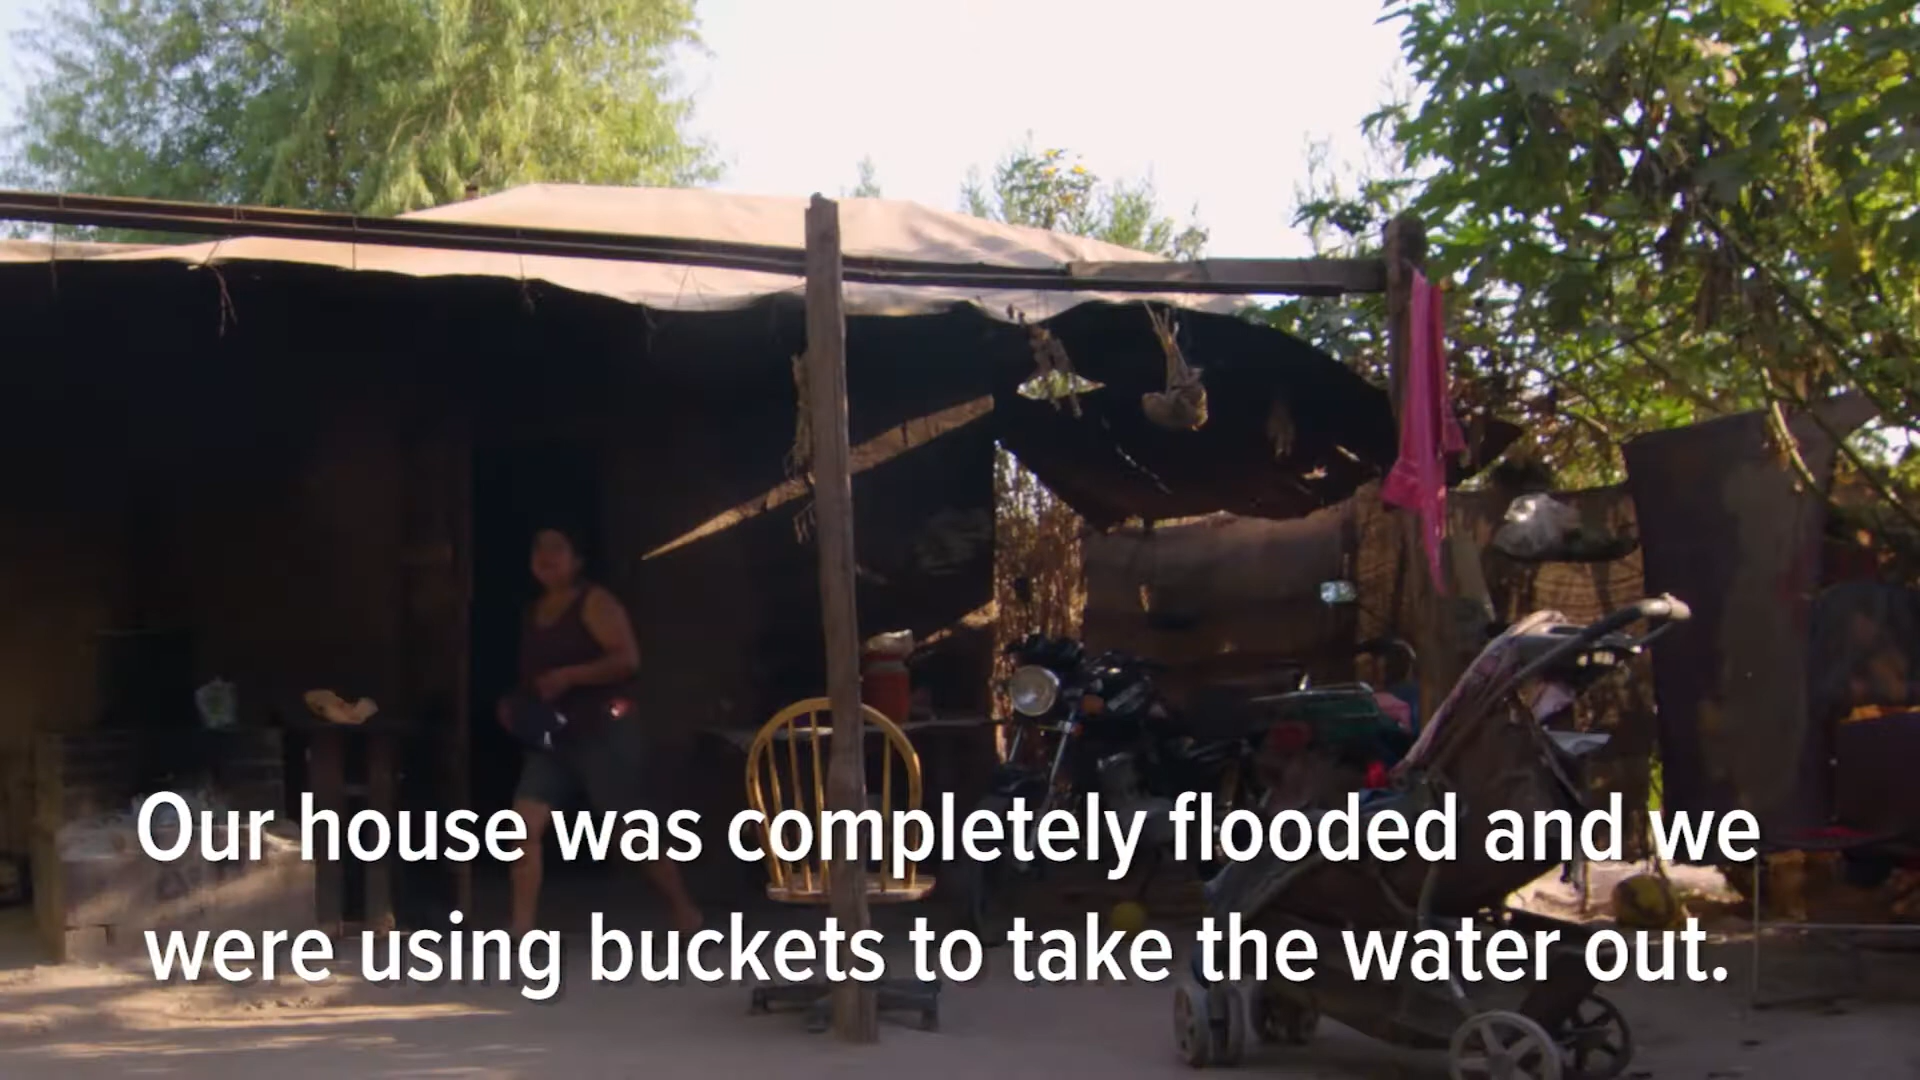 Our house was completely flooded and we
were using buckets to take the water out.